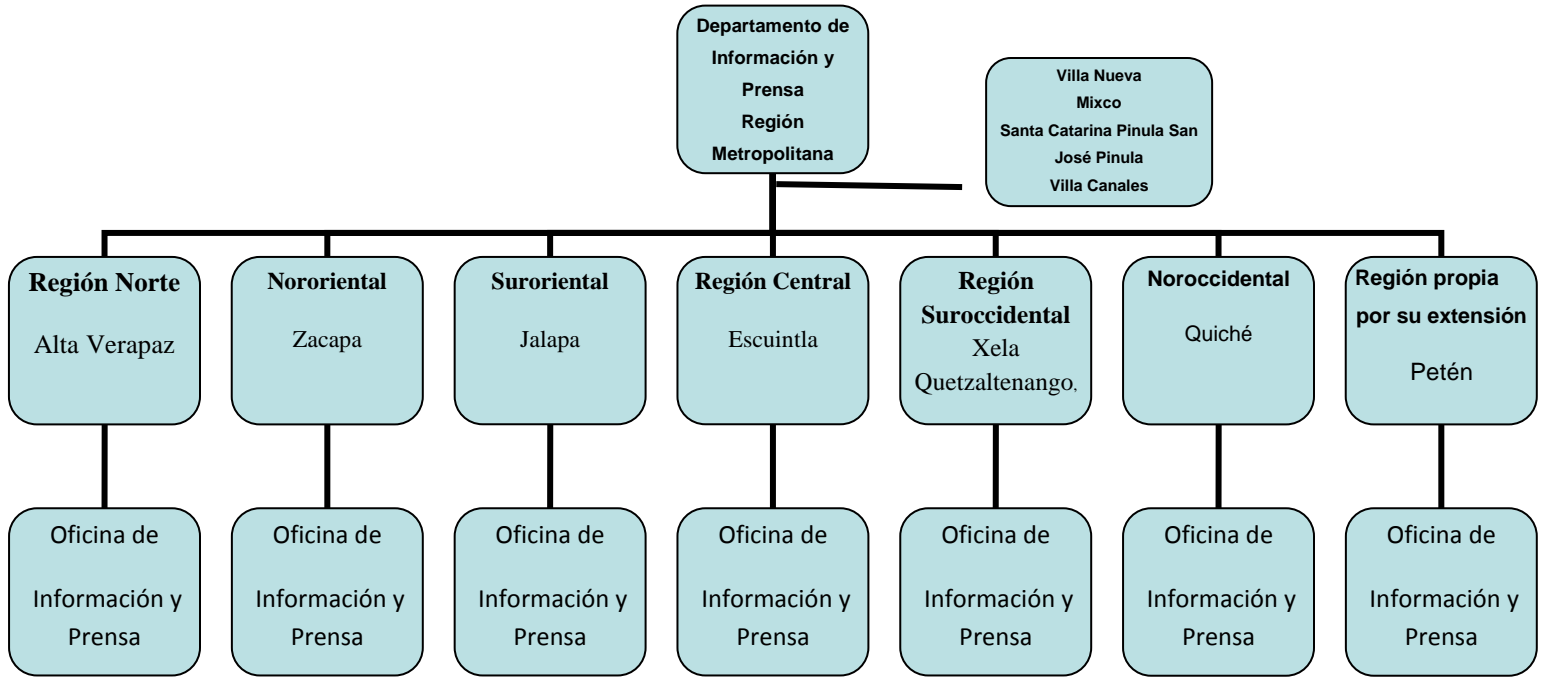 Departamento de
Información y
Prensa
Región
Metropolitana
Villa Nueva
Mixco
Santa Catarina Pinula San
José Pinula
Villa Canales
Región Norte
Alta Verapaz
Nororiental
Zacapa
Suroriental
Jalapa
Región Central
Escuintla
Región
Suroccidental
Xela
Quetzaltenango,
Noroccidental
Quiché
Región propia
por su extensión
Petén
Oficina de
Información y
Prensa
Oficina de
Información y
Prensa
Oficina de
Información y
Prensa
Oficina de
Información y
Prensa
Oficina de
Información y
Prensa
Oficina de
Información y
Prensa
Oficina de
Información y
Prensa